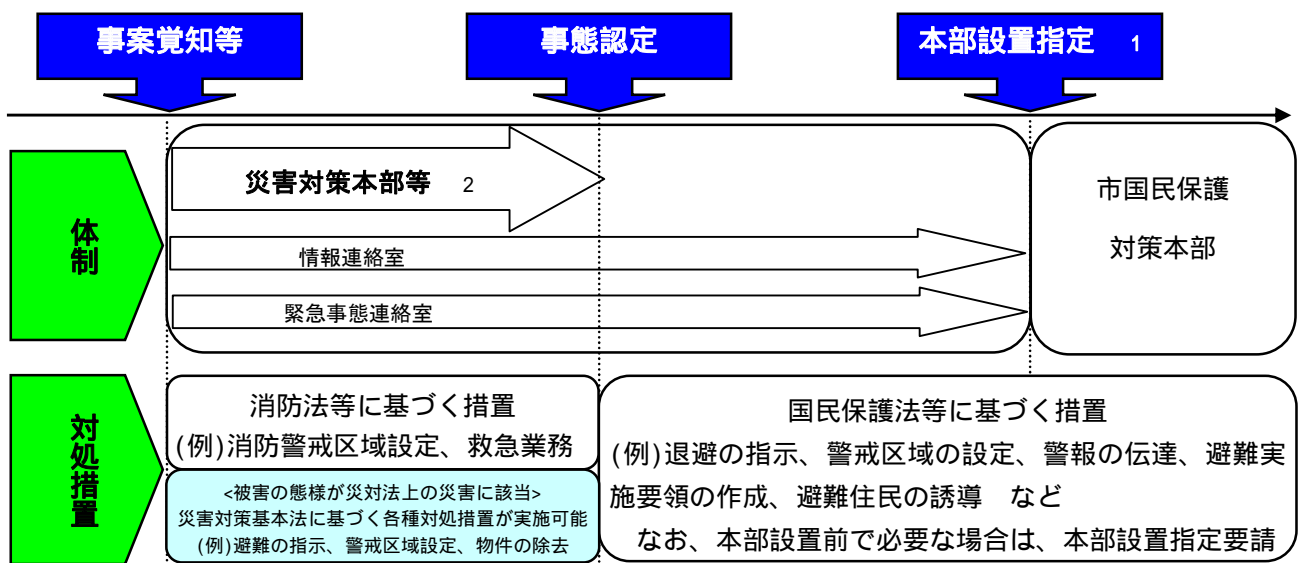 事案覚知等
事態認定
本部設置指定 1
体制
災害対策本部等 2
情報連絡室
緊急事態連絡室
市国民保護
対策本部
対処措置
消防法等に基づく措置
(例)消防警戒区域設定、救急業務
<被害の態様が災対法上の災害に該当>
災害対策基本法に基づく各種対処措置が実施可能
(例)避難の指示、警戒区域設定、物件の除去
国民保護法等に基づく措置
(例)退避の指示、警戒区域の設定、警報の伝達、避難実
施要領の作成、避難住民の誘導 など
なお、本部設置前で必要な場合は、本部設置指定要請